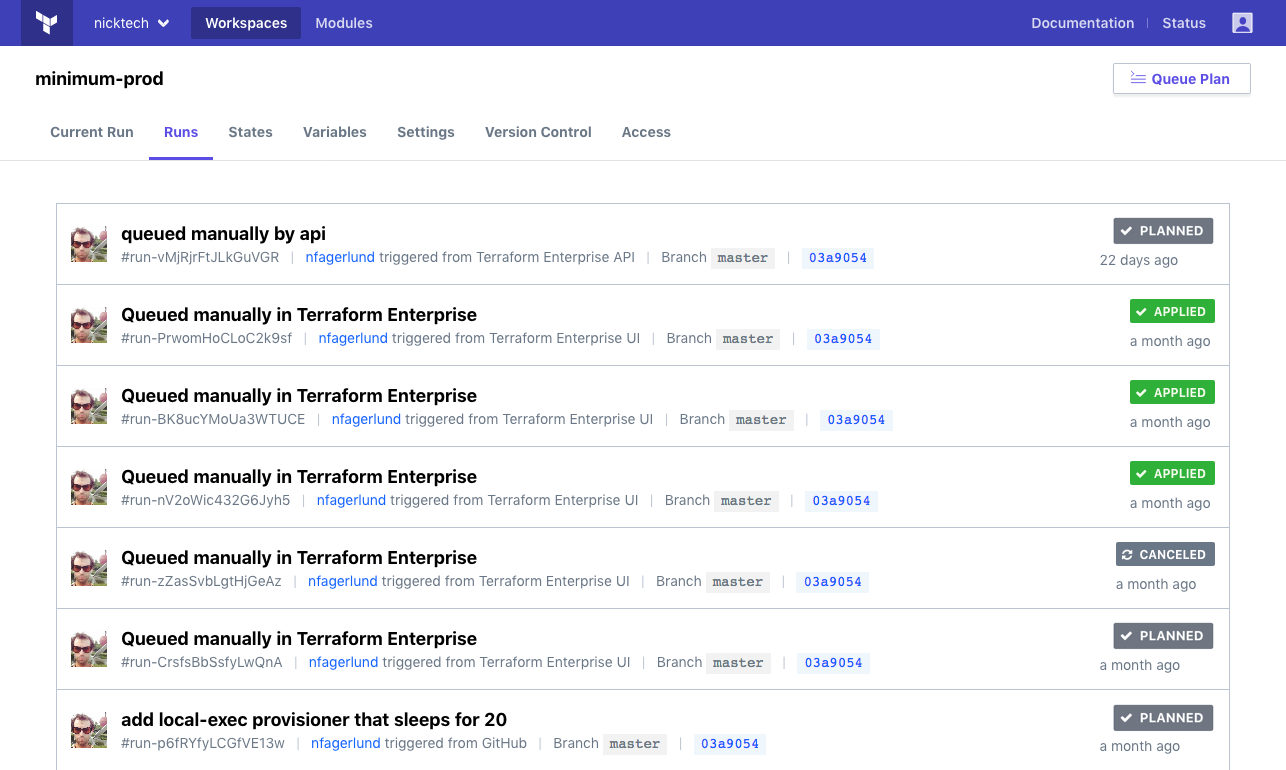 nicktech Workspaces Modules Documentation Status
minimum-prod Queue Plan
Current Run Runs States Variables Settings Version Control Access
queued manually by api PLANNED
#run-vMjRjrFtJLkGuVGR | nfagerlund triggered from Terraform Enterprise API | Branch master | 03a9054 22 days ago
Queued manually in Terraform Enterprise APPLIED
#run-PrwomHoCLoC2k9sf | nfagerlund triggered from Terraform Enterprise UI | Branch master | 03a9054 a month ago
Queued manually in Terraform Enterprise APPLIED
#run-BK8ucYMoUa3WTUCE | nfagerlund triggered from Terraform Enterprise UI | Branch master | 03a9054 a month ago
Queued manually in Terraform Enterprise APPLIED
#run-nV2oWic432G6Jyh5 | nfagerlund triggered from Terraform Enterprise UI | Branch master | 03a9054 a month ago
Queued manually in Terraform Enterprise CANCELED
#run-zZasSvbLgtHjGeAz | nfagerlund triggered from Terraform Enterprise UI | Branch master | 03a9054 a month ago
Queued manually in Terraform Enterprise PLANNED
#run-CrsfsBbSsfyLwQnA | nfagerlund triggered from Terraform Enterprise UI | Branch master | 03a9054 a month ago
add local-exec provisioner that sleeps for 20 PLANNED
#run-p6fRYfyLCGfVE13w | nfagerlund triggered from GitHub | Branch master | 03a9054 a month ago